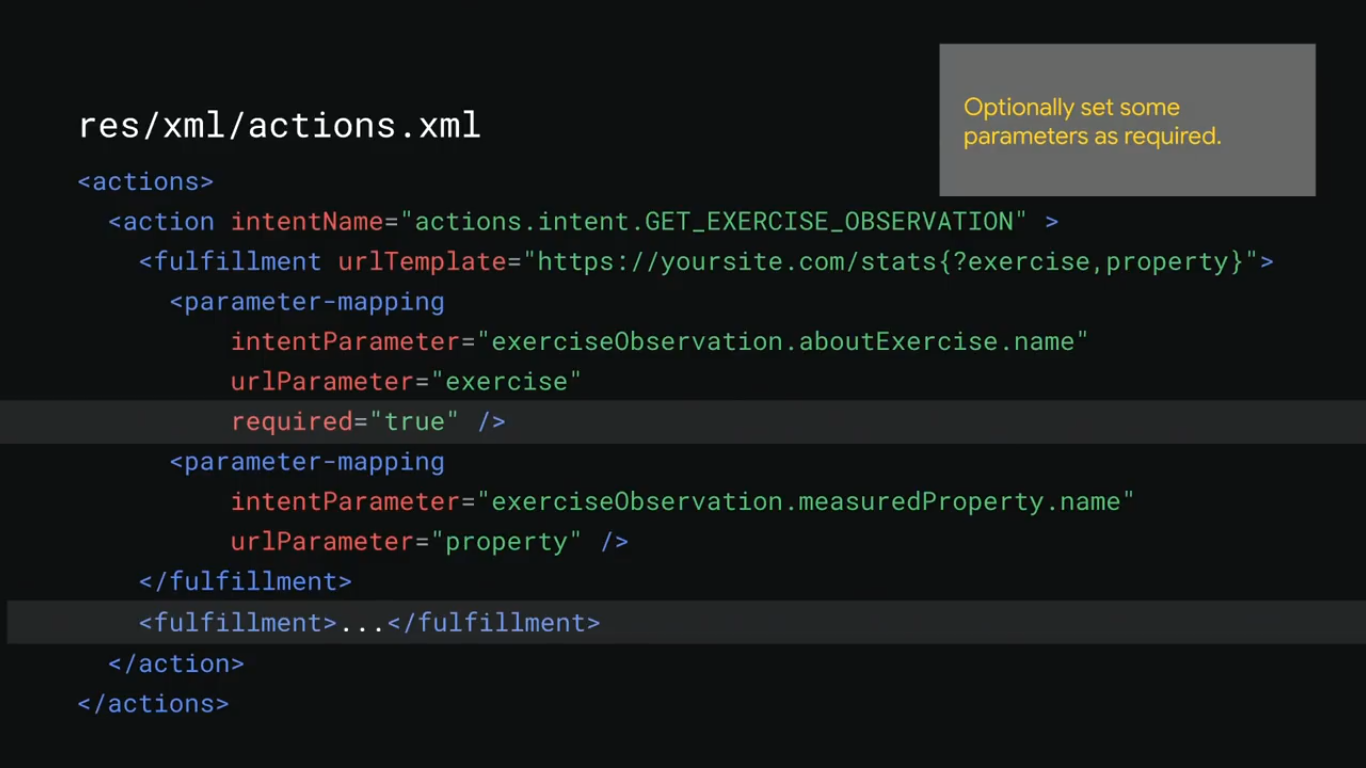 Optionally set some
parameters as required.
res/xml/actions.xml
<actions>
<action intentName="actions.intent.GET_EXERCISE_OBSERVATION" >
<fulfillment urlTemplate="https://yoursite.com/stats{?exercise,property}">
<parameter-mapping
intentParameter="exerciseObservation.aboutExercise.name"
urlParameter="exercise"
required="true" />
<parameter-mapping
intentParameter="exerciseObservation.measuredProperty.name"
urlParameter="property" />
</fulfillment>
<fulfillment>...</fulfillment>
</action>
</actions>